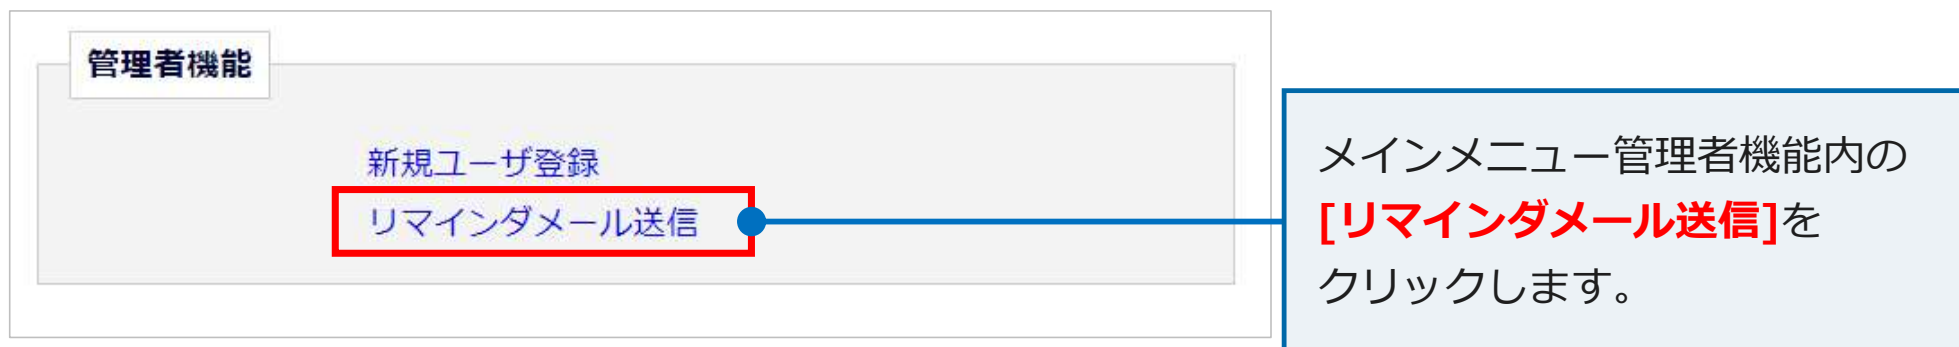 管理者機能
新規ユーザ登録
リマインダメール送信
メインメニュー管理者機能内の
[リマインダメール送信]を
クリックします。